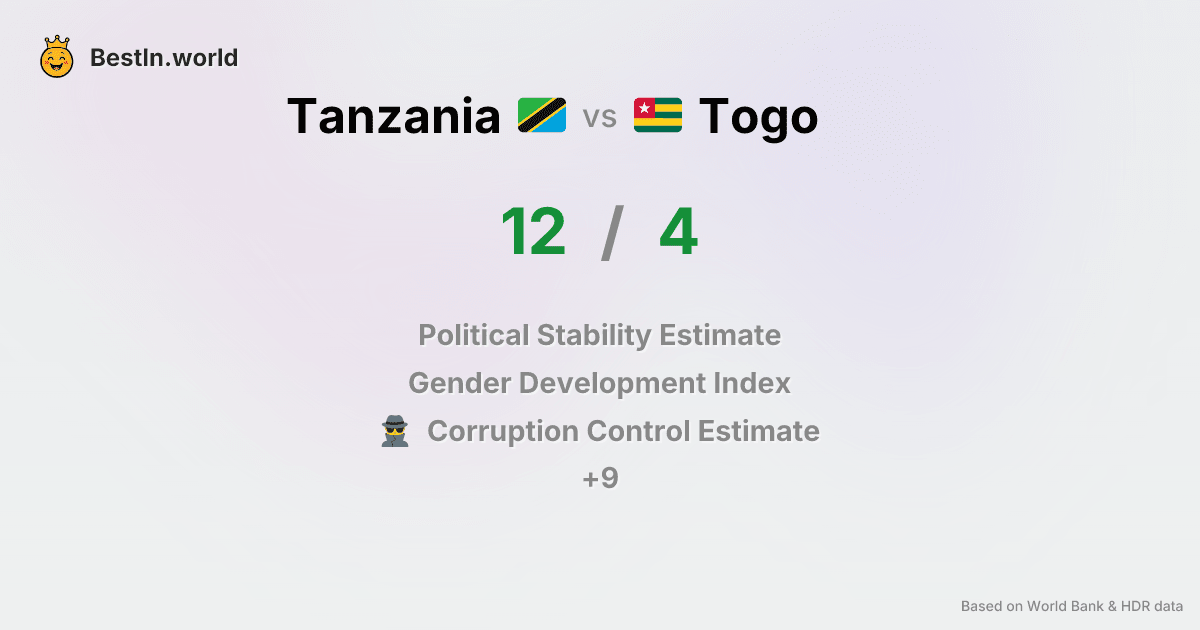 BestIn.world
Tanzania vs Togo
12 / 4
Political Stability Estimate
Gender Development Index
Corruption Control Estimate
+9
Based on World Bank & HDR data